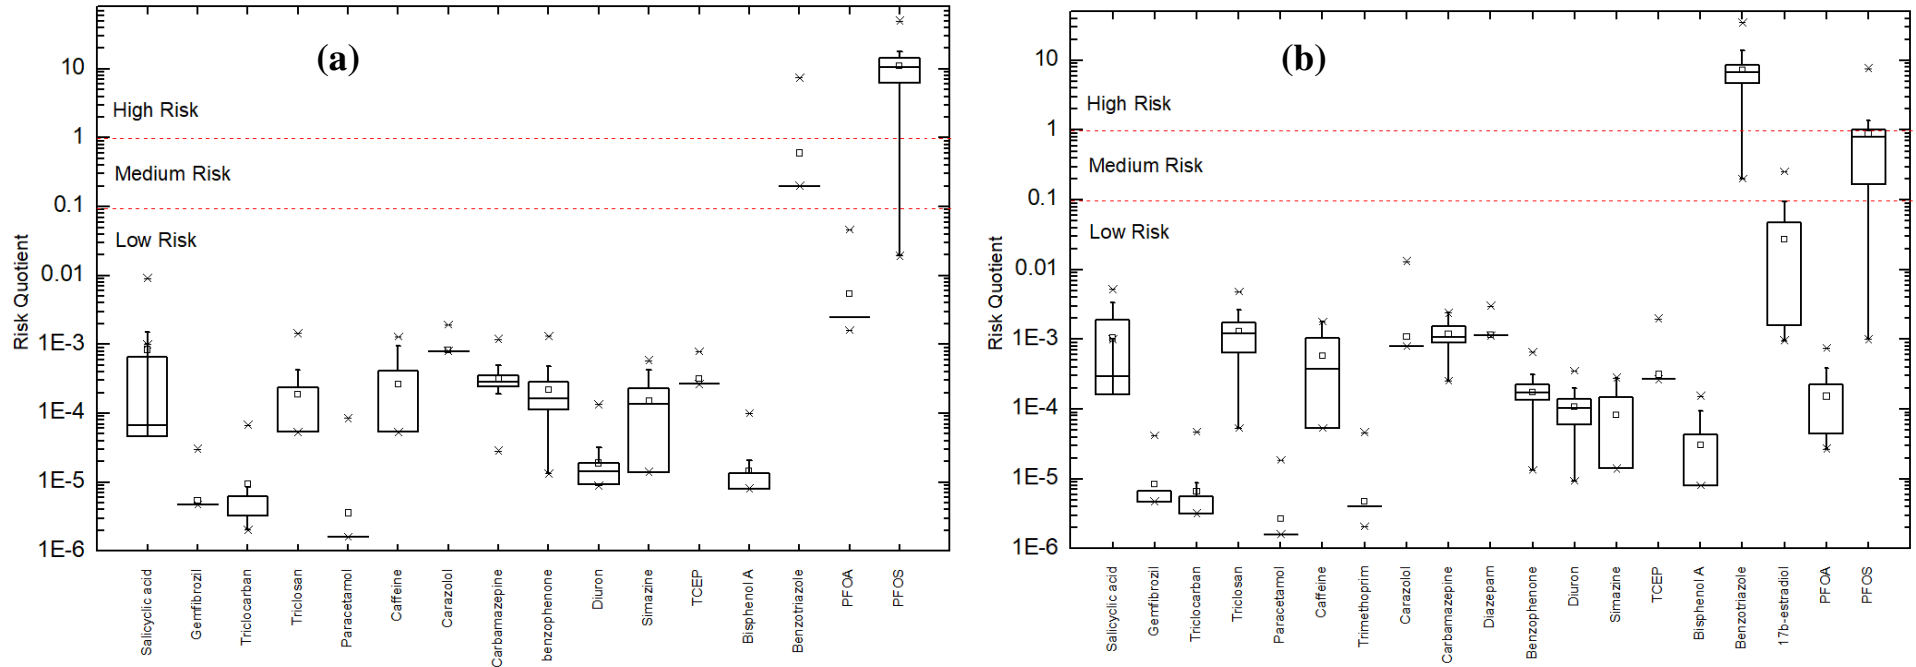 (a)
Risk Quotient
10
1
0.1
0.01
1E-3
1E-4
1E-5
1E-6
High Risk
Medium Risk
Low Risk
Salicyclic acid
Gemfibrozil
Triclocarban
Triclosan
Paracetamol
Caffeine
Carazolol
Carbamazepine
benzophenone
Diuron
Simazine
TCEP
Bisphenol A
Benzotriazole
PFOA
PFOS
(b)
Risk Quotient
10
1
0.1
0.01
1E-3
1E-4
1E-5
1E-6
High Risk
Medium Risk
Low Risk
Salicyclic acid
Gemfibrozil
Triclocarban
Triclosan
Paracetamol
Caffeine
Trimethoprim
Carazolol
Carbamazepine
Diazepam
Benzophenone
Diuron
Simazine
TCEP
Bisphenol A
Benzotriazole
17b-estradiol
PFOA
PFOS